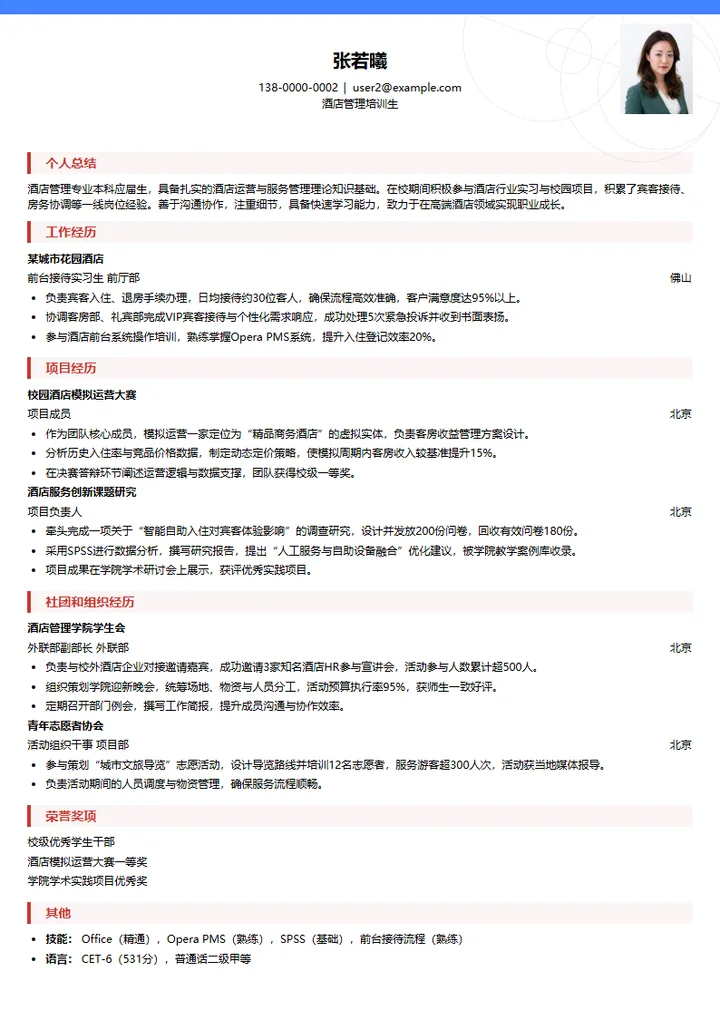 张若曦
138-0000-0002 | user2@example.com
酒店管理培训生
个人总结
酒店管理专业本科应届生，具备扎实的酒店运营与服务管理理论知识基础。在校期间积极参与酒店行业实习与校园项目，积累了宾客接待、
房务协调等一线岗位经验。善于沟通协作，注重细节，具备快速学习能力，致力于在高端酒店领域实现职业成长。
工作经历
某城市花园酒店
前台接待实习生 前厅部 佛山
• 负责宾客入住、退房手续办理，日均接待约30位客人，确保流程高效准确，客户满意度达95%以上。
• 协调客房部、礼宾部完成VIP宾客接待与个性化需求响应，成功处理5次紧急投诉并收到书面表扬。
• 参与酒店前台系统操作培训，熟练掌握Opera PMS系统，提升入住登记效率20%。
项目经历
校园酒店模拟运营大赛
项目成员 北京
• 作为团队核心成员，模拟运营一家定位为“精品商务酒店”的虚拟实体，负责客房收益管理方案设计。
• 分析历史入住率与竞品价格数据，制定动态定价策略，使模拟周期内客房收入较基准提升15%。
• 在决赛答辩环节阐述运营逻辑与数据支撑，团队获得校级一等奖。
酒店服务创新课题研究
项目负责人 北京
• 牵头完成一项关于“智能自助入住对宾客体验影响”的调查研究，设计并发放200份问卷，回收有效问卷180份。
• 采用SPSS进行数据分析，撰写研究报告，提出“人工服务与自助设备融合”优化建议，被学院教学案例库收录。
• 项目成果在学院学术研讨会上展示，获评优秀实践项目。
社团和组织经历
酒店管理学院学生会
外联部副部长 外联部 北京
• 负责与校外酒店企业对接邀请嘉宾，成功邀请3家知名酒店HR参与宣讲会，活动参与人数累计超500人。
• 组织策划学院迎新晚会，统筹场地、物资与人员分工，活动预算执行率95%，获师生一致好评。
• 定期召开部门例会，撰写工作简报，提升成员沟通与协作效率。
青年志愿者协会
活动组织干事 项目部 北京
• 参与策划“城市文旅导览”志愿活动，设计导览路线并培训12名志愿者，服务游客超300人次，活动获当地媒体报导。
• 负责活动期间的人员调度与物资管理，确保服务流程顺畅。
荣誉奖项
校级优秀学生干部
酒店模拟运营大赛一等奖
学院学术实践项目优秀奖
其他
• 技能： Office（精通），Opera PMS（熟练），SPSS（基础），前台接待流程（熟练）
• 语言： CET-6（531分），普通话二级甲等